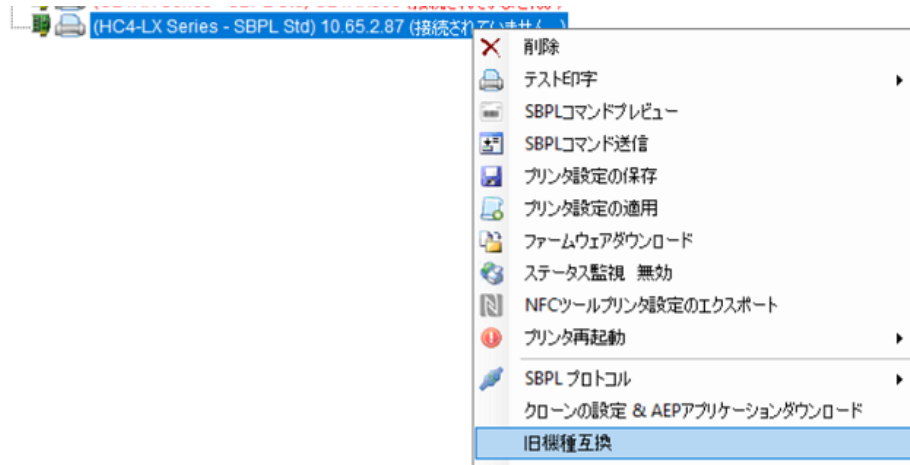 (HC4-LX Series - SBPL Std) 10.65.2.87 (接続されていません。)
削除
テスト印字
SBPLコマンドプレビュー
SBPLコマンド送信
プリンタ設定の保存
プリンタ設定の適用
ファームウェアダウンロード
ステータス監視 無効
NFCツールプリンタ設定のエクスポート
プリンタ再起動
SBPL プロトコル
クローンの設定 & AEPアプリケーションダウンロード
旧機種互換